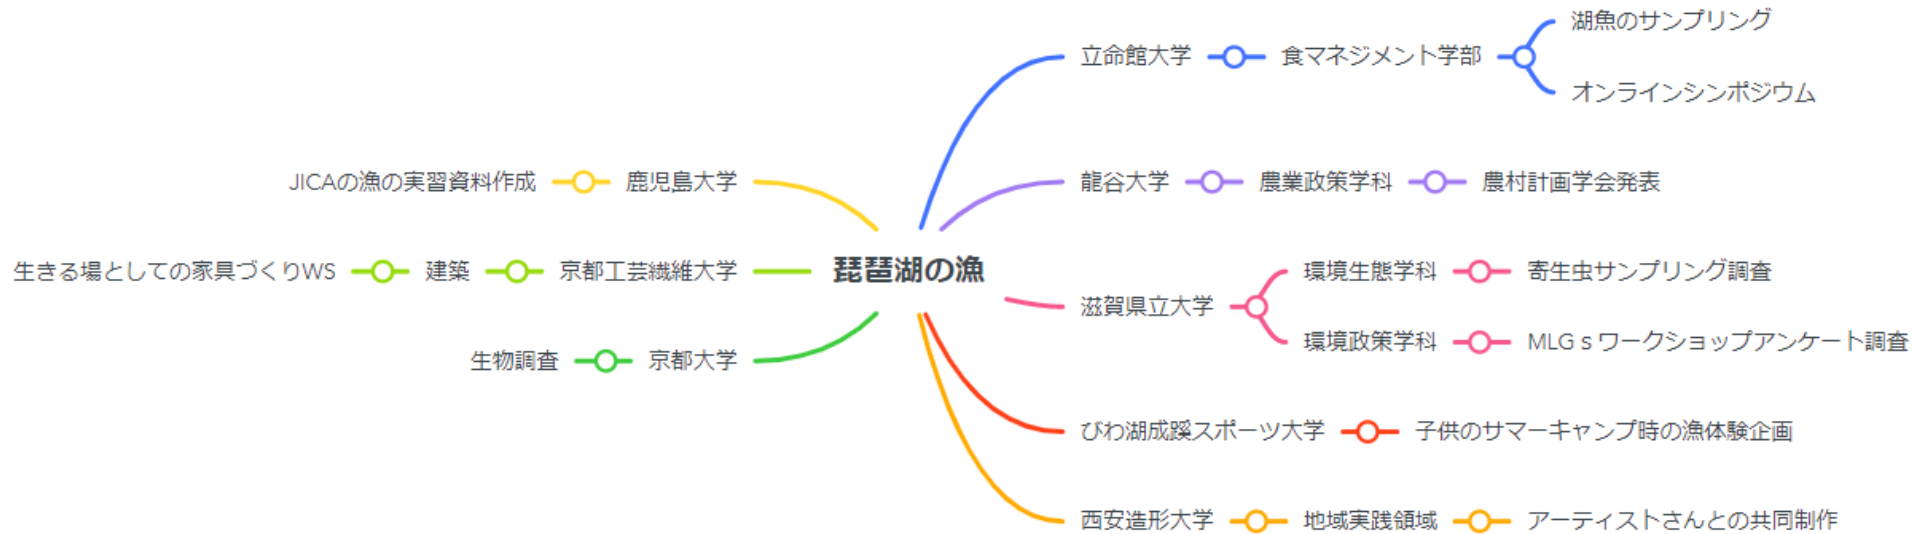 琵琶湖の漁
立命館大学
食マネジメント学部
湖魚のサンプリング
オンラインシンポジウム
龍谷大学
農業政策学科
農村計画学会発表
滋賀県立大学
環境生態学科
寄生虫サンプリング調査
環境政策学科
MLGｓワークショップアンケート調査
びわ湖成蹊スポーツ大学
子供のサマーキャンプ時の漁体験企画
西安造形大学
地域実践領域
アーティストさんとの共同制作
鹿児島大学
JICAの漁の実習資料作成
京都工芸繊維大学
建築
生きる場としての家具づくりWS
京都大学
生物調査